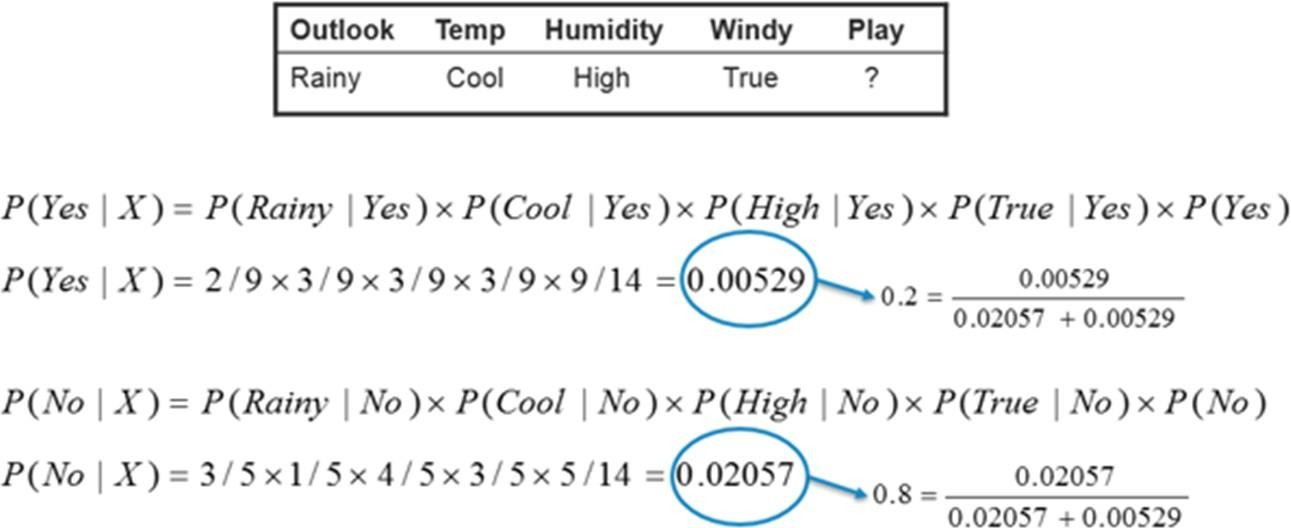 Outlook Temp Humidity Windy Play
Rainy Cool High True ?
P(Yes | X) = P(Rainy | Yes) × P(Cool | Yes) × P(High | Yes) × P(True | Yes) × P(Yes)
P(Yes | X) = 2/9 × 3/9 × 3/9 × 3/9 × 9/14 = 0.00529
0.2 = 0.00529
0.02057 + 0.00529
P(No | X) = P(Rainy | No) × P(Cool | No) × P(High | No) × P(True | No) × P(No)
P(No | X) = 3/5 × 1/5 × 4/5 × 3/5 × 5/14 = 0.02057
0.8 = 0.02057
0.02057 + 0.00529